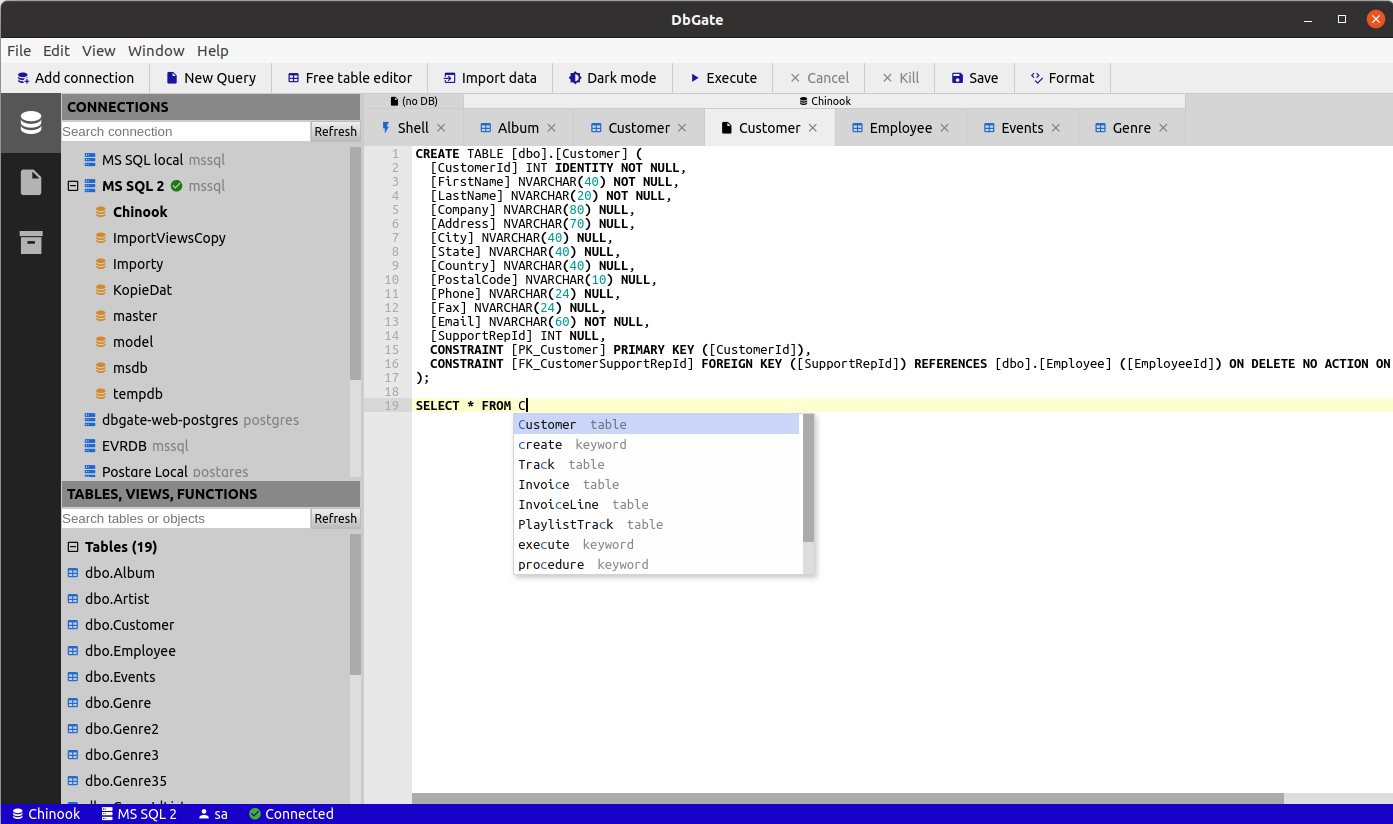 DbGate
File Edit View Window Help
Add connection New Query Free table editor Import data Dark mode Execute Cancel Kill Save Format
CONNECTIONS
Search connection Refresh
MS SQL local mssql
MS SQL 2 mssql
Chinook
ImportViewsCopy
Importy
KopieDat
master
model
msdb
tempdb
dbgate-web-postgres postgres
EVRDB mssql
Postgre Local postgres
TABLES, VIEWS, FUNCTIONS
Search tables or objects Refresh
Tables (19)
dbo.Album
dbo.Artist
dbo.Customer
dbo.Employee
dbo.Events
dbo.Genre
dbo.Genre2
dbo.Genre3
dbo.Genre35
(no DB) Chinook
Shell Album Customer Customer Employee Events Genre
1 CREATE TABLE [dbo].[Customer] (
2 [CustomerId] INT IDENTITY NOT NULL,
3 [FirstName] NVARCHAR(40) NOT NULL,
4 [LastName] NVARCHAR(20) NOT NULL,
5 [Company] NVARCHAR(80) NULL,
6 [Address] NVARCHAR(70) NULL,
7 [City] NVARCHAR(40) NULL,
8 [State] NVARCHAR(40) NULL,
9 [Country] NVARCHAR(40) NULL,
10 [PostalCode] NVARCHAR(10) NULL,
11 [Phone] NVARCHAR(24) NULL,
12 [Fax] NVARCHAR(24) NULL,
13 [Email] NVARCHAR(60) NOT NULL,
14 [SupportRepId] INT NULL,
15 CONSTRAINT [PK_Customer] PRIMARY KEY ([CustomerId]),
16 CONSTRAINT [FK_CustomerSupportRepId] FOREIGN KEY ([SupportRepId]) REFERENCES [dbo].[Employee] ([EmployeeId]) ON DELETE NO ACTION ON
17 );
18
19 SELECT * FROM C
Customer table
create keyword
Track table
Invoice table
InvoiceLine table
PlaylistTrack table
execute keyword
procedure keyword
Chinook MS SQL 2 sa Connected